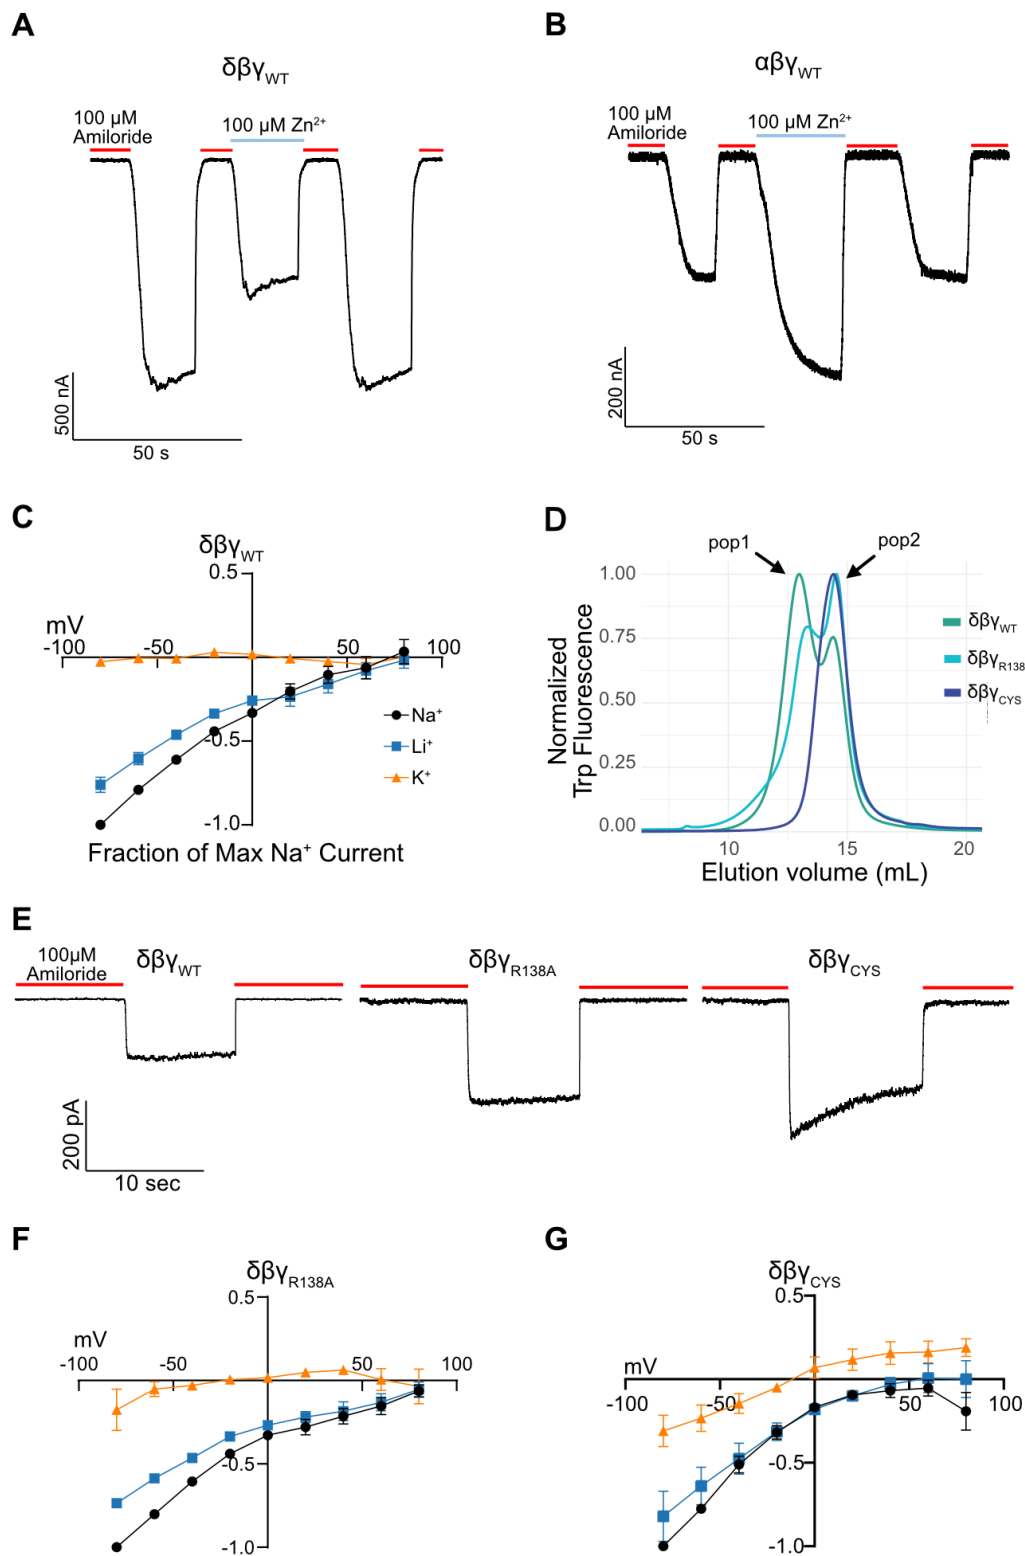 A
δβγWT
100 µM
Amiloride
100 µM Zn²⁺
500 nA
50 s
B
αβγWT
100 µM
Amiloride
100 µM Zn²⁺
200 nA
50 s
C
δβγWT
0.5
mV
-100
50
100
-0.5
-1.0
Na⁺
Li⁺
K⁺
Fraction of Max Na⁺ Current
D
pop1
pop2
1.00
0.75
0.50
0.25
0.00
Normalized
Trp Fluorescence
10
15
20
Elution volume (mL)
δβγWT
δβγR138
δβγCYS
E
100µM
Amiloride
δβγWT
δβγR138A
δβγCYS
200 pA
10 sec
F
δβγR138A
0.5
mV
-100
-50
50
100
-0.5
-1.0
G
δβγCYS
0.5
mV
-100
-50
50
100
-0.5
-1.0